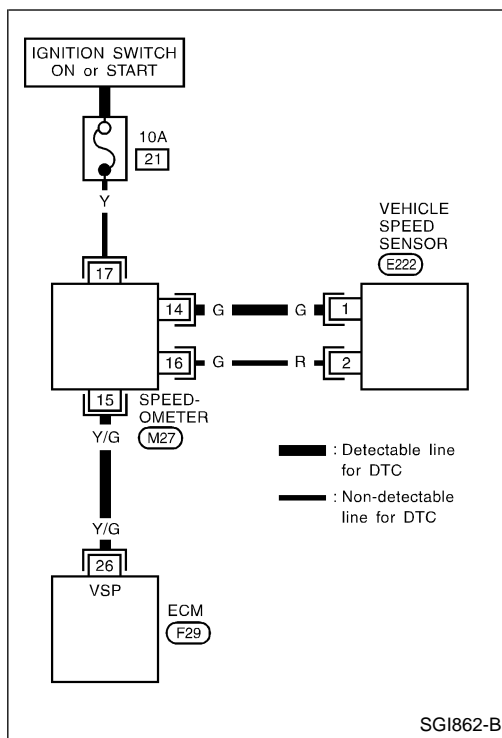 IGNITION SWITCH
ON or START
10A
21
Y
17
VEHICLE
SPEED
SENSOR
E222
14 G G 1
16 G R 2
15
SPEED-
OMETER
M27
Y/G
: Detectable line
for DTC
: Non-detectable
line for DTC
Y/G
26
VSP
ECM
F29
SGI862-B